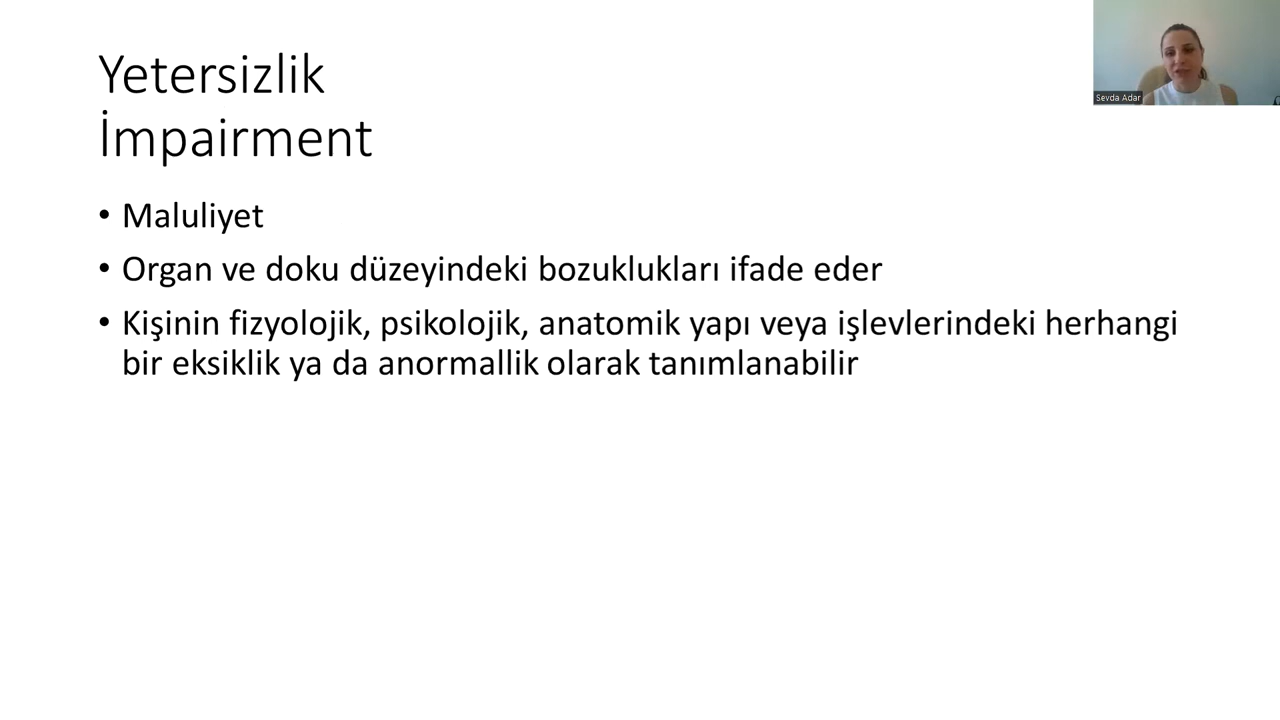 Yetersizlik
İmpairment
• Maluliyet
• Organ ve doku düzeyindeki bozuklukları ifade eder
• Kişinin fizyolojik, psikolojik, anatomik yapı veya işlevlerindeki herhangi
bir eksiklik ya da anormallik olarak tanımlanabilir
Sevda Adar